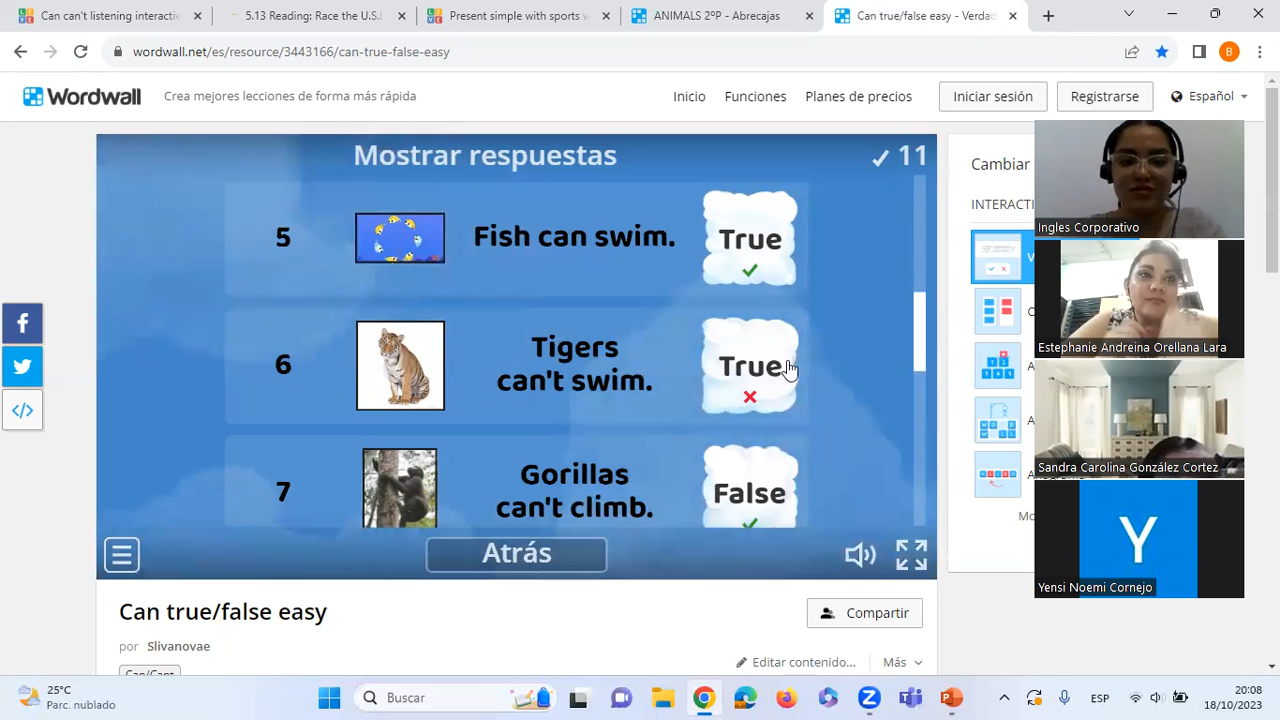 Can can't listening interactiv
5.13 Reading: Race the U.S.
Present simple with sports w
ANIMALS 2ºP - Abrecajas
Can true/false easy - Verdad
wordwall.net/es/resource/3443166/can-true-false-easy
B
Wordwall
Crea mejores lecciones de forma más rápida
Inicio
Funciones
Planes de precios
Iniciar sesión
Registrarse
Español
Mostrar respuestas
11
5
Fish can swim.
True
6
Tigers
can't swim.
True
7
Gorillas
can't climb.
False
Atrás
Cambiar
INTERACTI
V
Ingles Corporativo
Estephanie Andreina Orellana Lara
Sandra Carolina González Cortez
Y
Yensi Noemi Cornejo
Can true/false easy
Compartir
por Slivanovae
Editar contenido...
Más
Can/Cant
25°C
Parc. nublado
Buscar
ESP
20:08
18/10/2023